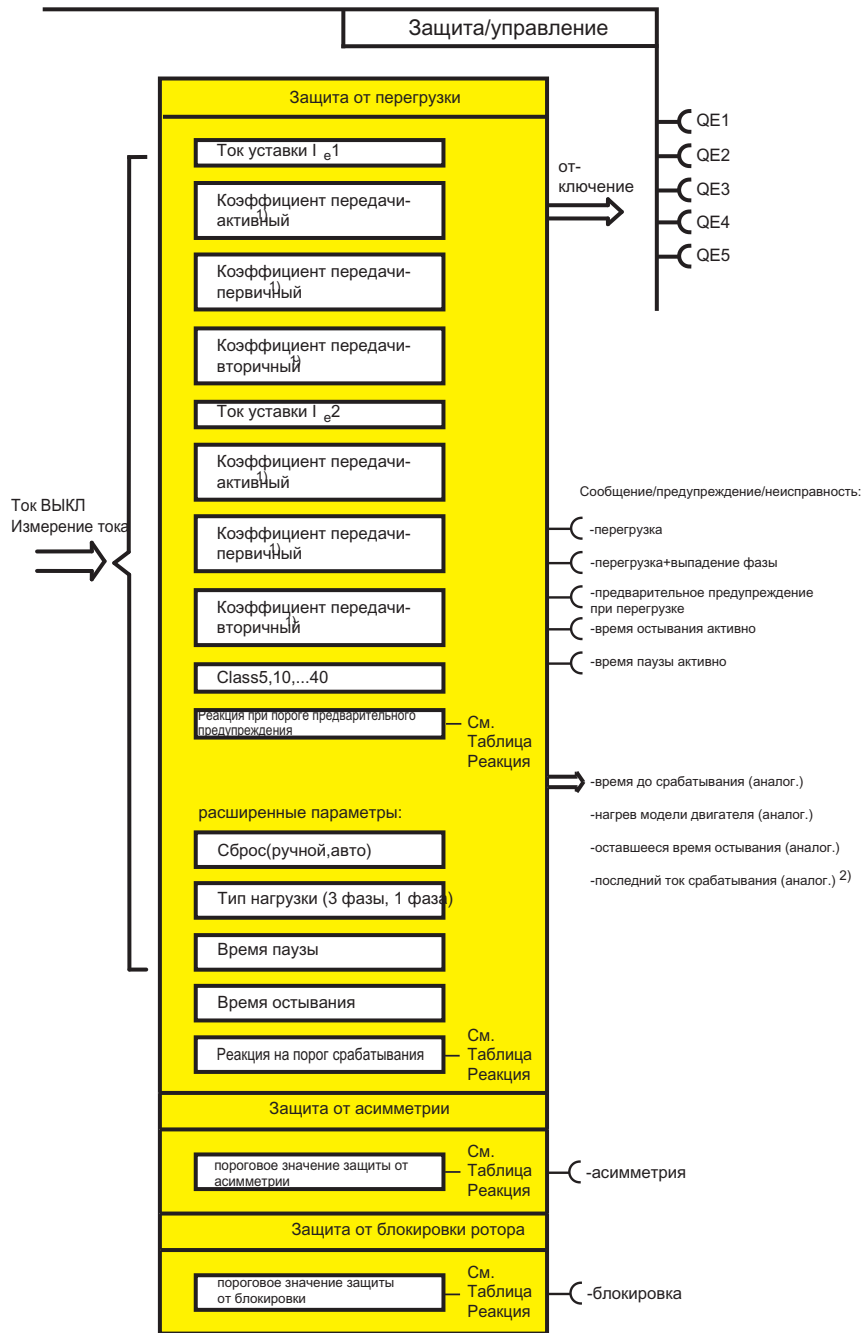 Защита/управление
Защита от перегрузки
QE1
QE2
QE3
QE4
QE5
от-
ключение
Ток уставки I e1
Коэффициент передачи-
активный 1)
Коэффициент передачи-
первичный 1)
Коэффициент передачи-
вторичный 1)
Ток уставки I e2
Коэффициент передачи-
активный 1)
Коэффициент передачи-
первичный 1)
Коэффициент передачи-
вторичный 1)
Class5,10,...40
Реакция при пороге предварительного
предупреждения
См.
Таблица
Реакция
Ток ВЫКЛ
Измерение тока
Сообщение/предупреждение/неисправность:
-перегрузка
-перегрузка+выпадение фазы
-предварительное предупреждение
при перегрузке
-время остывания активно
-время паузы активно
-время до срабатывания (аналог.)
-нагрев модели двигателя (аналог.)
-оставшееся время остывания (аналог.)
-последний ток срабатывания (аналог.) 2)
расширенные параметры:
Сброс(ручной,авто)
Тип нагрузки (3 фазы, 1 фаза)
Время паузы
Время остывания
Реакция на порог срабатывания
См.
Таблица
Реакция
Защита от асимметрии
пороговое значение защиты от
асимметрии
См.
Таблица
Реакция
-асимметрия
Защита от блокировки ротора
пороговое значение защиты
от блокировки
См.
Таблица
Реакция
-блокировка